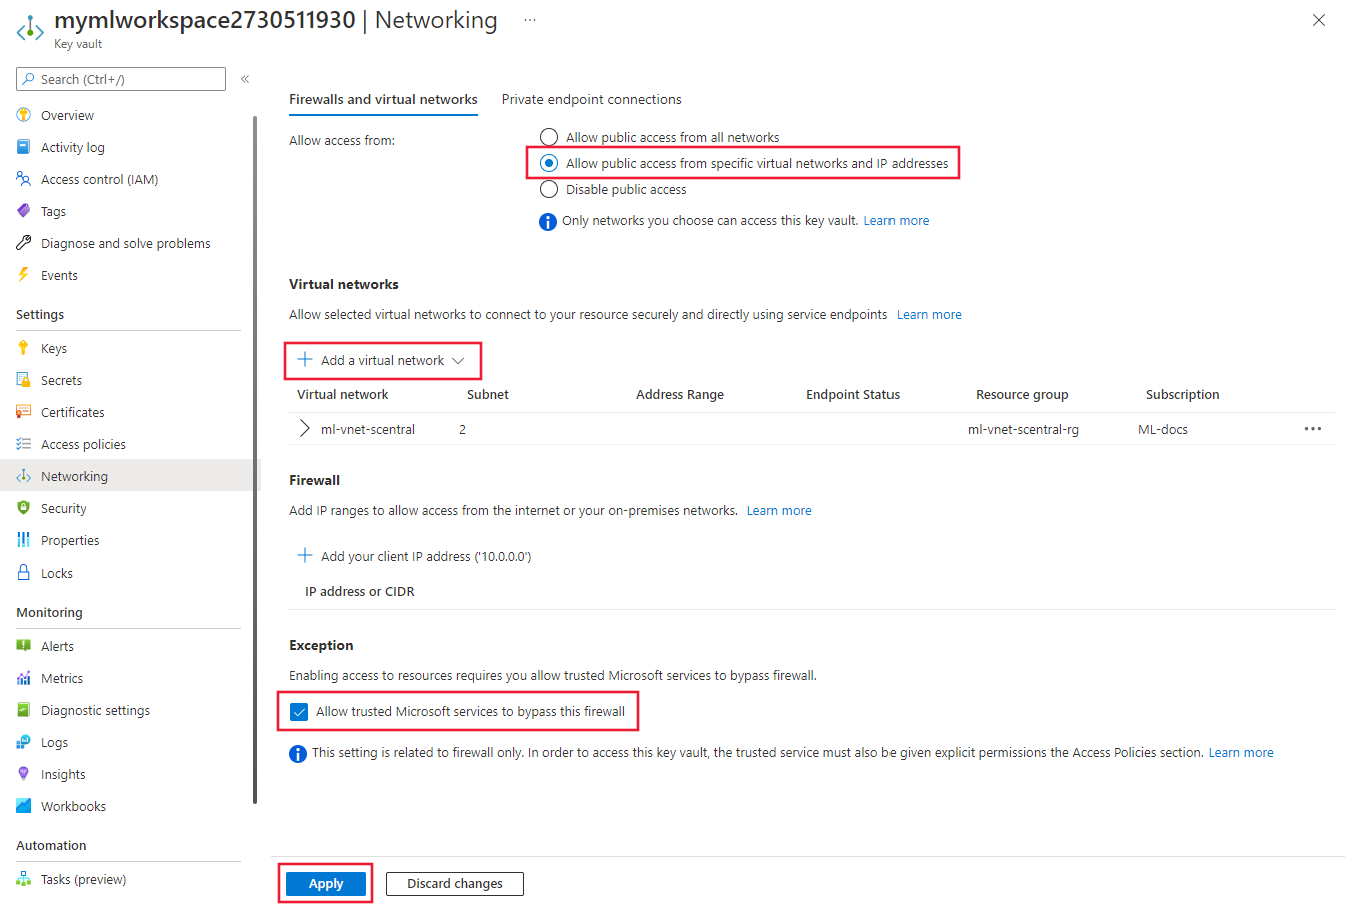 mymlworkspace2730511930 | Networking ...
Key vault
Search (Ctrl+/)
«
Overview
Activity log
Access control (IAM)
Tags
Diagnose and solve problems
Events
Settings
Keys
Secrets
Certificates
Access policies
Networking
Security
Properties
Locks
Monitoring
Alerts
Metrics
Diagnostic settings
Logs
Insights
Workbooks
Automation
Tasks (preview)
Firewalls and virtual networks Private endpoint connections
Allow access from:
Allow public access from all networks
Allow public access from specific virtual networks and IP addresses
Disable public access
Only networks you choose can access this key vault. Learn more
Virtual networks
Allow selected virtual networks to connect to your resource securely and directly using service endpoints Learn more
Add a virtual network
Virtual network Subnet Address Range Endpoint Status Resource group Subscription
ml-vnet-scentral 2 ml-vnet-scentral-rg ML-docs ...
Firewall
Add IP ranges to allow access from the internet or your on-premises networks. Learn more
Add your client IP address ('10.0.0.0')
IP address or CIDR
Exception
Enabling access to resources requires you allow trusted Microsoft services to bypass firewall.
Allow trusted Microsoft services to bypass this firewall
This setting is related to firewall only. In order to access this key vault, the trusted service must also be given explicit permissions the Access Policies section. Learn more
Apply Discard changes